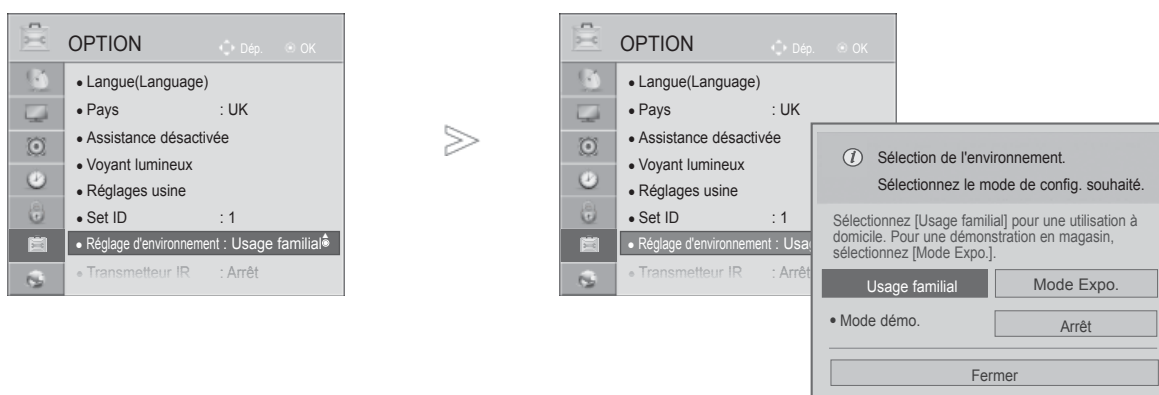 OPTION
Dép. OK
• Langue(Language)
• Pays : UK
• Assistance désactivée
• Voyant lumineux
• Réglages usine
• Set ID : 1
• Réglage d'environnement : Usage familial
• Transmetteur IR : Arrêt
OPTION
Dép. OK
• Langue(Language)
• Pays : UK
• Assistance désactivée
• Voyant lumineux
• Réglages usine
• Set ID : 1
• Réglage d'environnement : Usa
• Transmetteur IR : Arrêt
Sélection de l'environnement.
Sélectionnez le mode de config. souhaité.
Sélectionnez [Usage familial] pour une utilisation à
domicile. Pour une démonstration en magasin,
sélectionnez [Mode Expo.].
Usage familial Mode Expo.
• Mode démo. Arrêt
Fermer